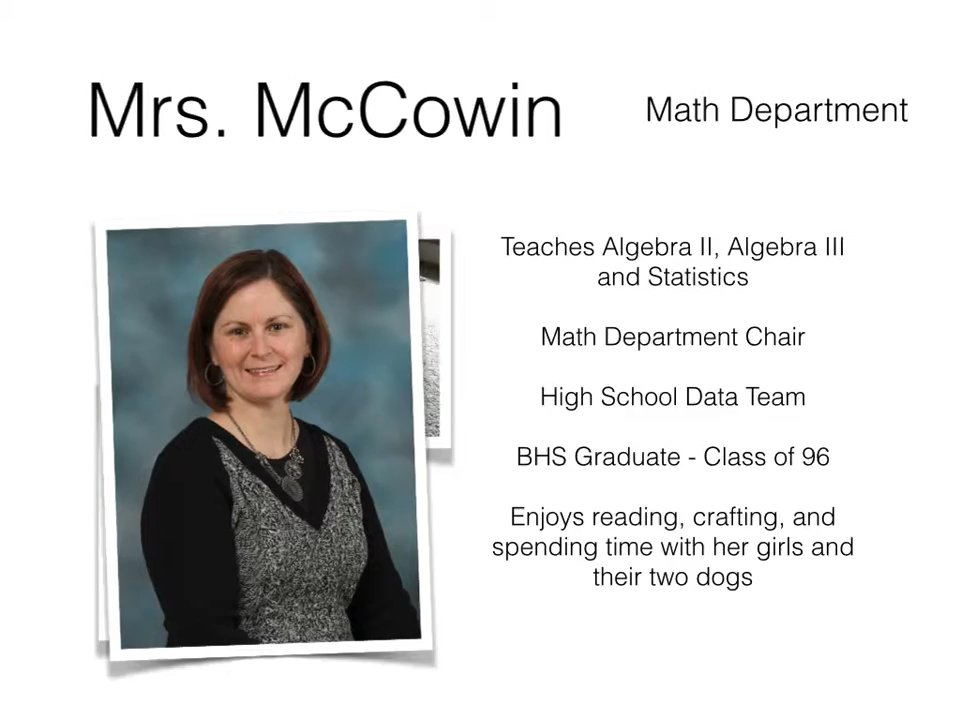 Mrs. McCowin
Math Department
Teaches Algebra II, Algebra III
and Statistics
Math Department Chair
High School Data Team
BHS Graduate - Class of 96
Enjoys reading, crafting, and
spending time with her girls and
their two dogs